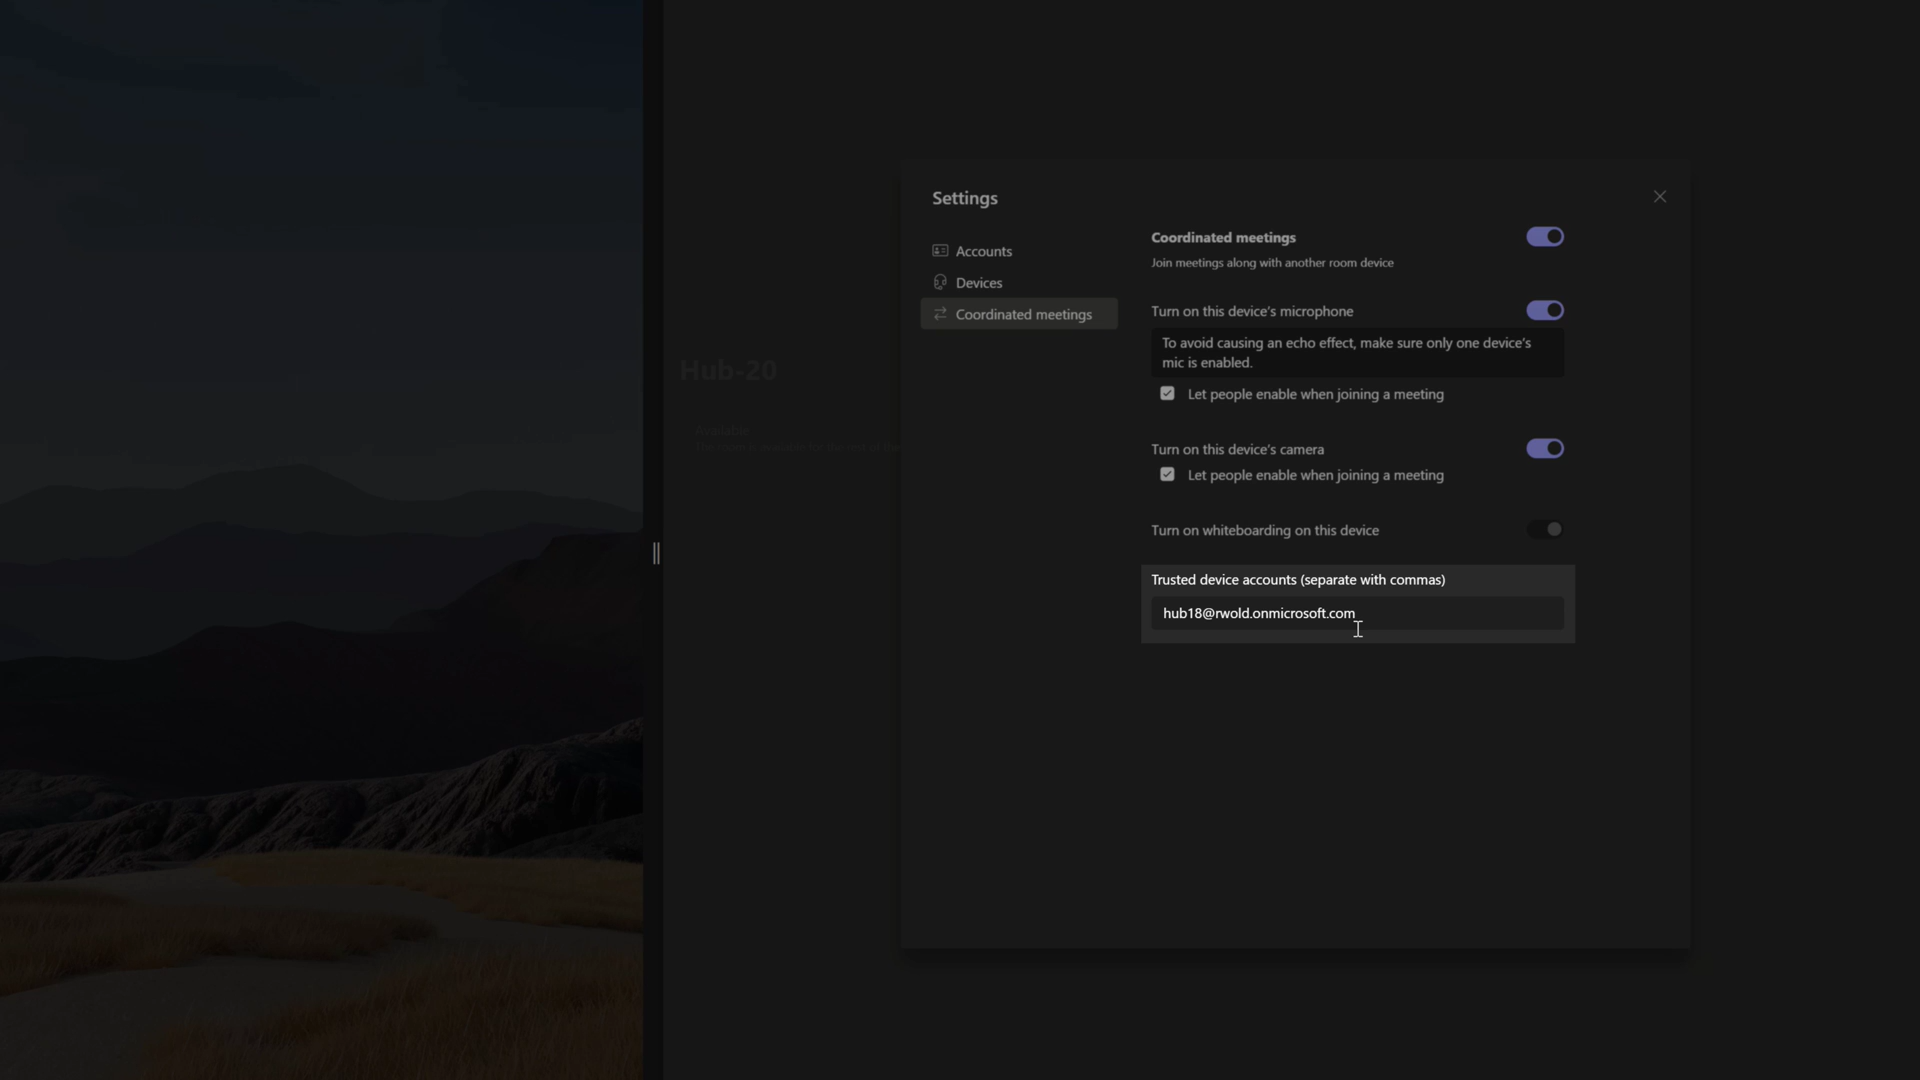 Settings
Accounts
Devices
Coordinated meetings
Coordinated meetings
Join meetings along with another room device
Turn on this device's microphone
To avoid causing an echo effect, make sure only one device's
mic is enabled.
Let people enable when joining a meeting
Turn on this device's camera
Let people enable when joining a meeting
Turn on whiteboarding on this device
Trusted device accounts (separate with commas)
hub18@rwold.onmicrosoft.com
Hub-20
Available